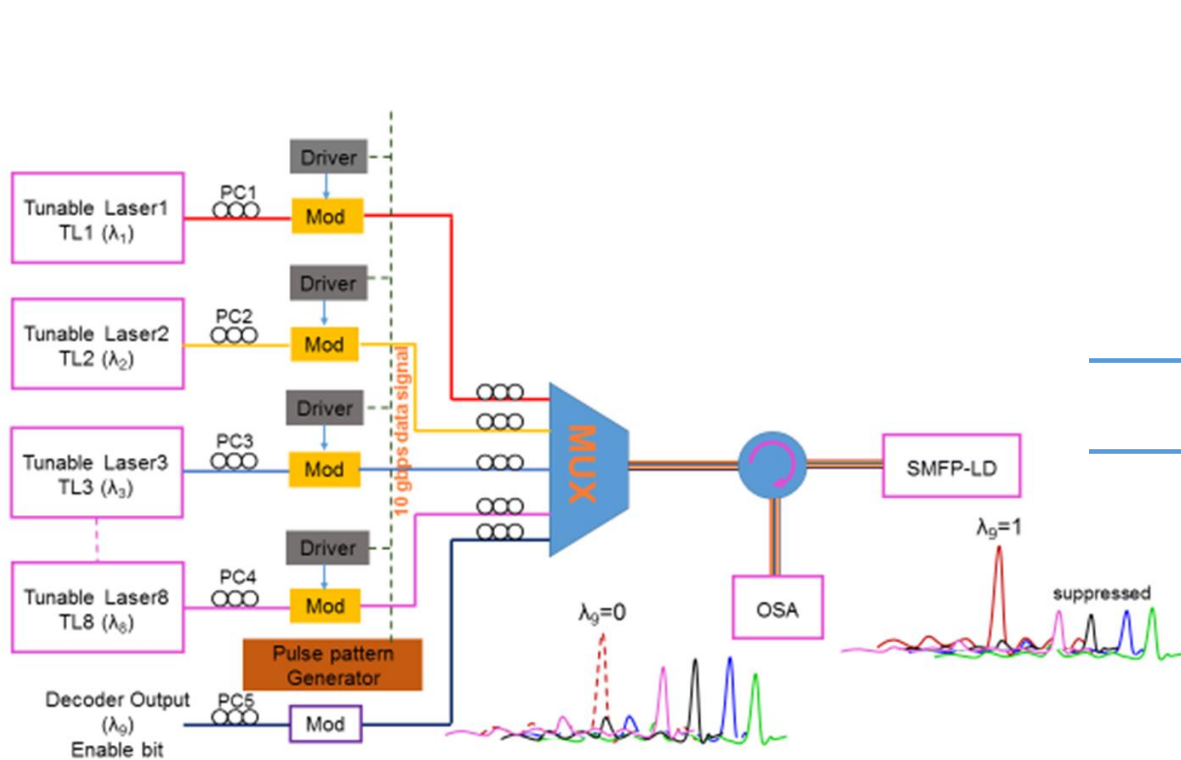 Driver
PC1
Tunable Laser1
TL1 (λ1)
Mod
Driver
PC2
Tunable Laser2
TL2 (λ2)
Mod
10 gbps data signal
Driver
PC3
Tunable Laser3
TL3 (λ3)
Mod
MUX
SMFP-LD
Driver
PC4
Tunable Laser8
TL8 (λ8)
Mod
λ9=1
suppressed
OSA
λ9=0
Pulse pattern
Generator
Decoder Output
(λ9)
Enable bit
PC5
Mod